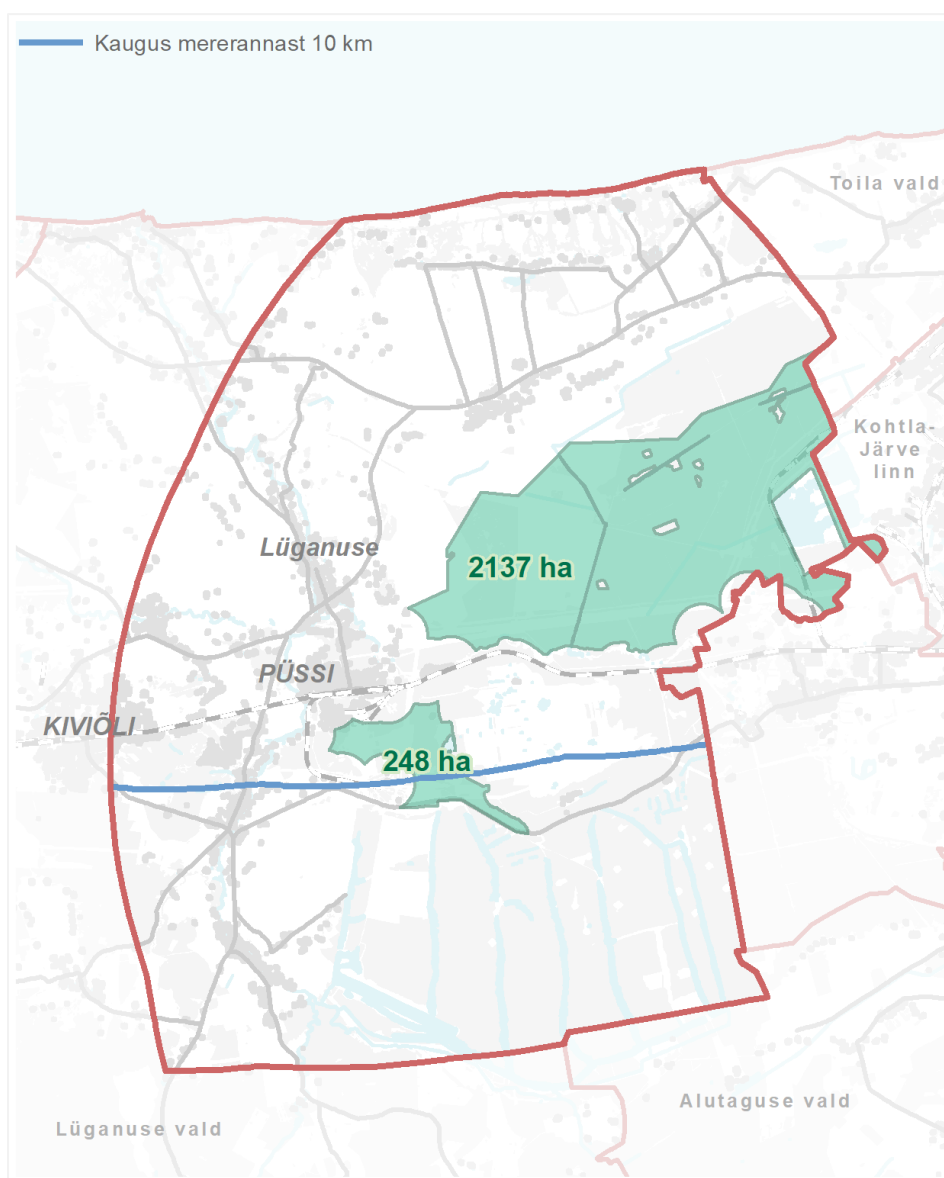 Kaugus mererannast 10 km
Toila vald
Kohtla-
Järve
linn
Lüganuse
2137 ha
PÜSSI
KIVIÕLI
248 ha
Alutaguse vald
Lüganuse vald